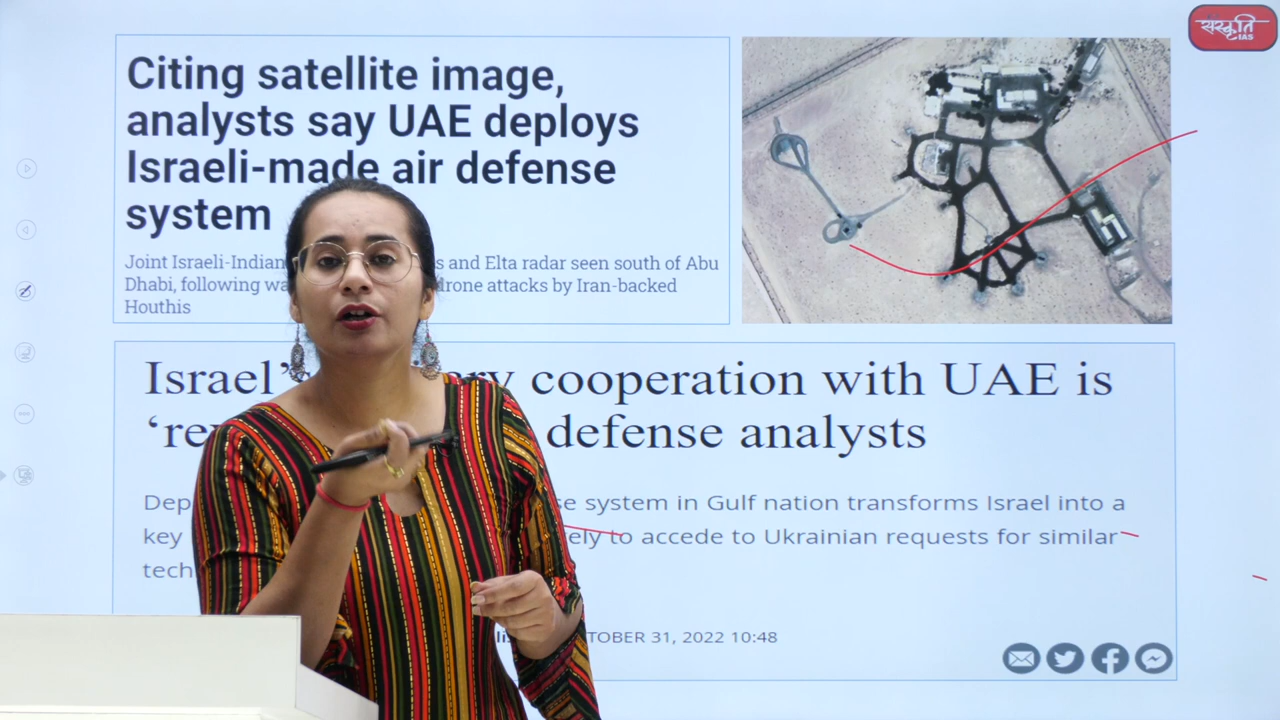 संस्कृति
IAS
Citing satellite image,
analysts say UAE deploys
Israeli-made air defense
system
Joint Israeli-Indian s and Elta radar seen south of Abu
Dhabi, following wa drone attacks by Iran-backed
Houthis
Israel’s ary cooperation with UAE is
‘re defense analysts
Dep se system in Gulf nation transforms Israel into a
key ely to accede to Ukrainian requests for similar
tech
TOBER 31, 2022 10:48